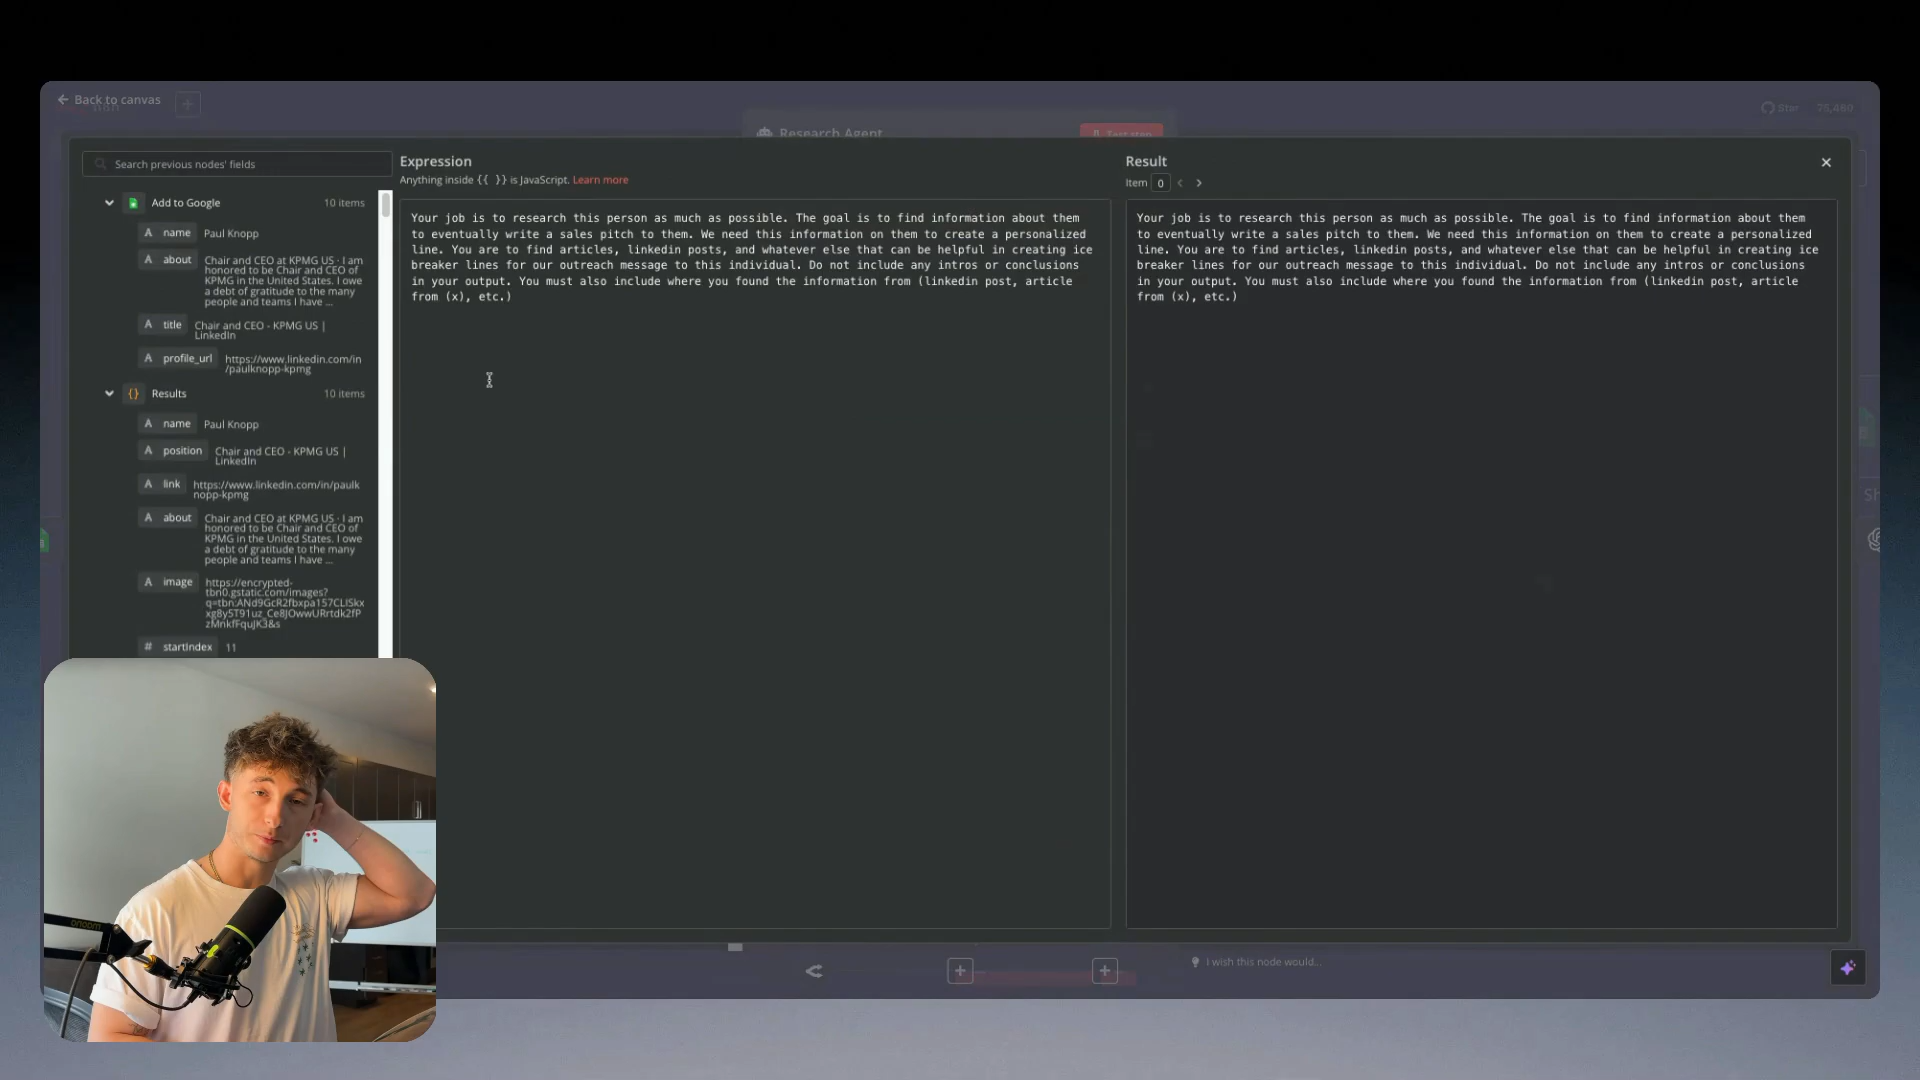 Back to canvas
Star 75,480
Research Agent
Test step
Search previous nodes' fields
Add to Google
10 items
A name Paul Knopp
A about Chair and CEO at KPMG US · I am
honored to be Chair and CEO of
KPMG in the United States. I owe
a debt of gratitude to the many
people and teams I have ...
A title Chair and CEO - KPMG US |
LinkedIn
A profile_url https://www.linkedin.com/in
/paulknopp-kpmg
Results
10 items
A name Paul Knopp
A position Chair and CEO - KPMG US |
LinkedIn
A link https://www.linkedin.com/in/paulk
nopp-kpmg
A about Chair and CEO at KPMG US · I am
honored to be Chair and CEO of
KPMG in the United States. I owe
a debt of gratitude to the many
people and teams I have ...
A image https://encrypted-
tbn0.gstatic.com/images?
# startIndex 11
Expression
Anything inside {{ }} is JavaScript. Learn more
Your job is to research this person as much as possible. The goal is to find information about them
to eventually write a sales pitch to them. We need this information on them to create a personalized
line. You are to find articles, linkedin posts, and whatever else that can be helpful in creating ice
breaker lines for our outreach message to this individual. Do not include any intros or conclusions
in your output. You must also include where you found the information from (linkedin post, article
from (x), etc.)
Result
Item 0
Your job is to research this person as much as possible. The goal is to find information about them
to eventually write a sales pitch to them. We need this information on them to create a personalized
line. You are to find articles, linkedin posts, and whatever else that can be helpful in creating ice
breaker lines for our outreach message to this individual. Do not include any intros or conclusions
in your output. You must also include where you found the information from (linkedin post, article
from (x), etc.)
I wish this node would...